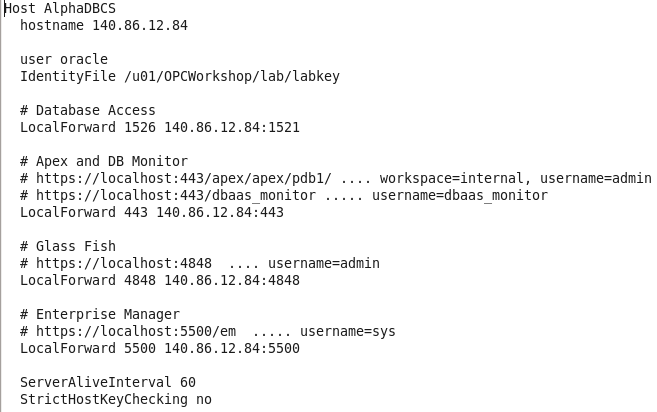 Host AlphaDBCS
hostname 140.86.12.84
user oracle
IdentityFile /u01/OPCWorkshop/lab/labkey
# Database Access
LocalForward 1526 140.86.12.84:1521
# Apex and DB Monitor
# https://localhost:443/apex/apex/pdb1/ .... workspace=internal, username=admin
# https://localhost:443/dbaas_monitor ..... username=dbaas_monitor
LocalForward 443 140.86.12.84:443
# Glass Fish
# https://localhost:4848  .... username=admin
LocalForward 4848 140.86.12.84:4848
# Enterprise Manager
# https://localhost:5500/em  ..... username=sys
LocalForward 5500 140.86.12.84:5500
ServerAliveInterval 60
StrictHostKeyChecking no